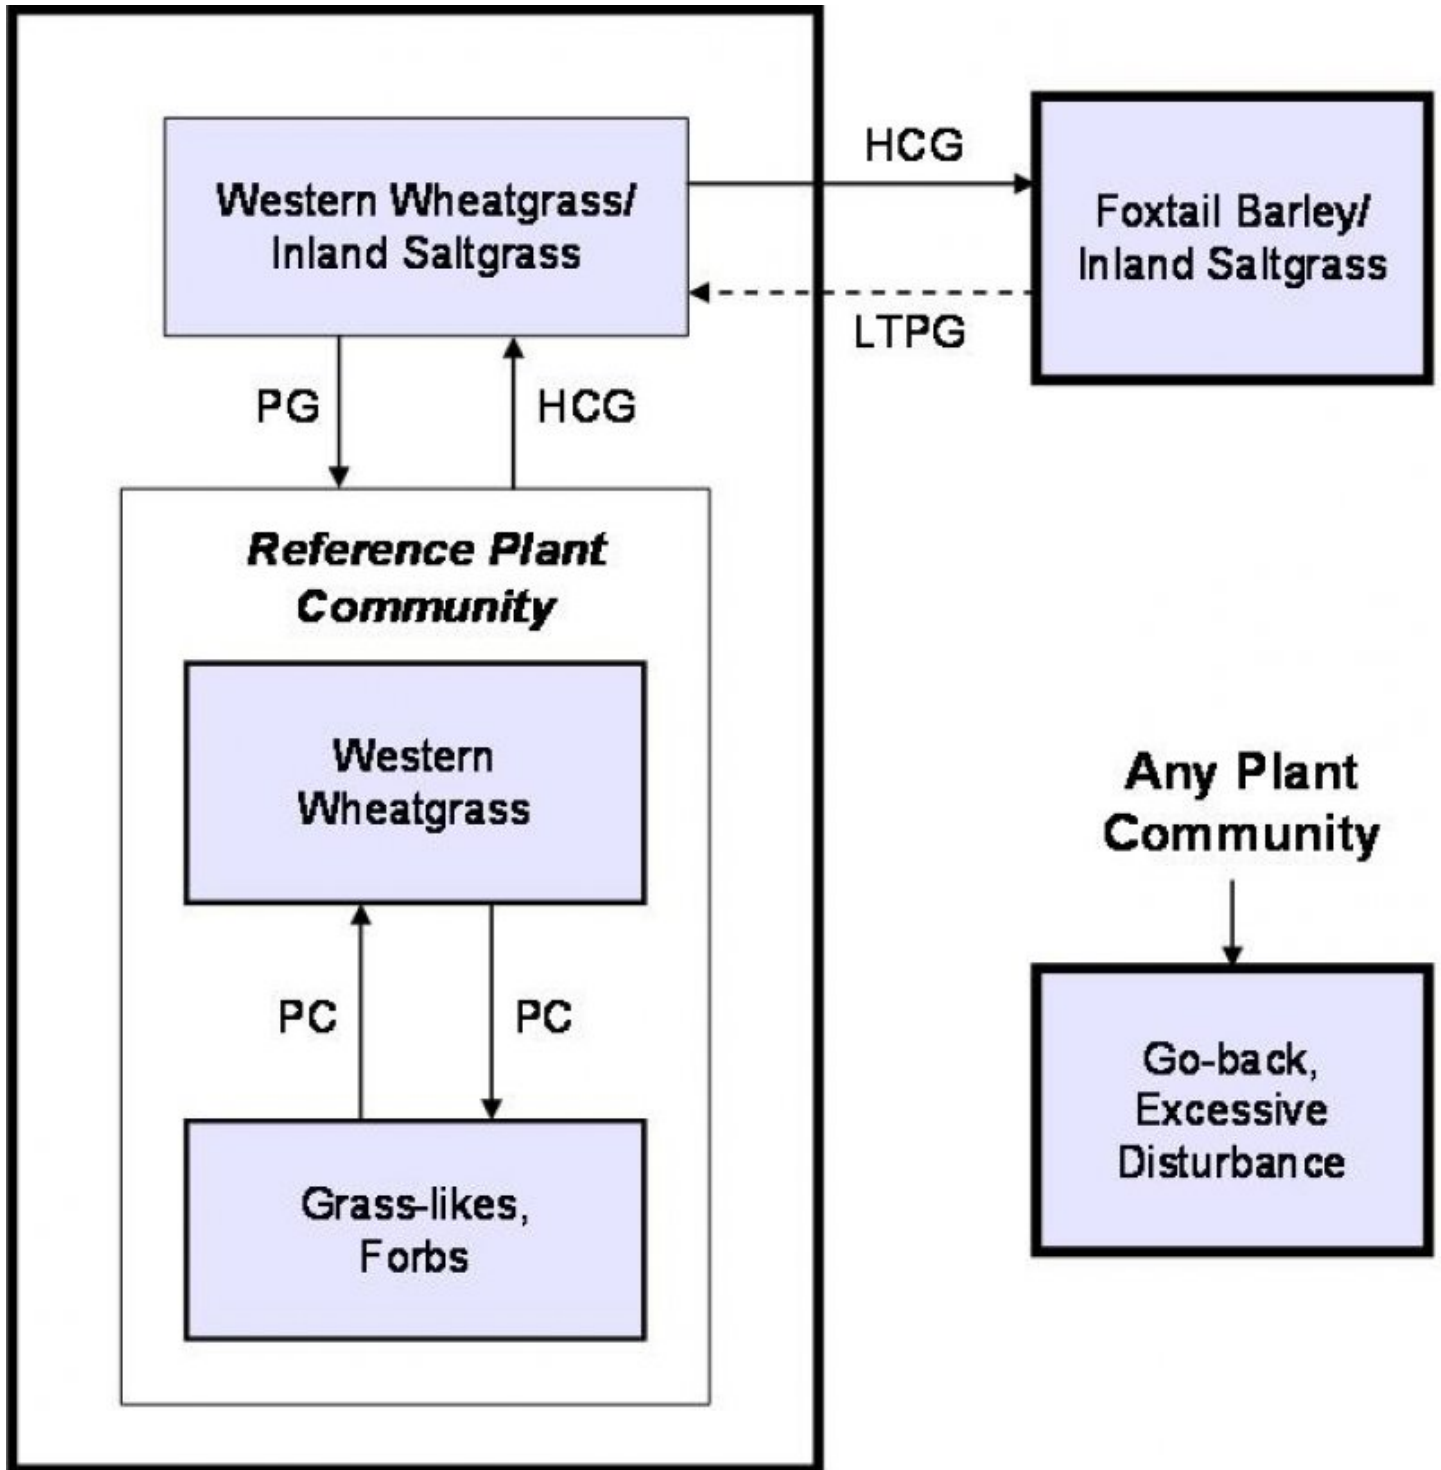 Western Wheatgrass/
Inland Saltgrass
HCG
LTPG
Foxtail Barley/
Inland Saltgrass
PG
HCG
Reference Plant
Community
Western
Wheatgrass
PC
PC
Grass-likes,
Forbs
Any Plant
Community
Go-back,
Excessive
Disturbance